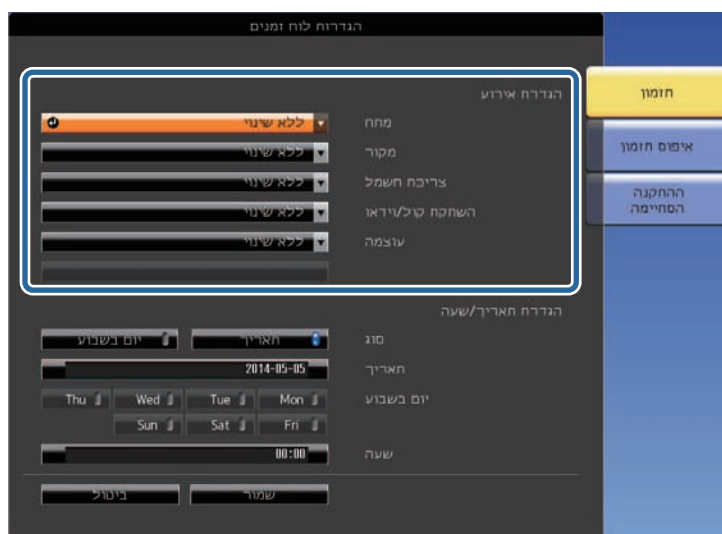 הגדרות לוח זמנים
חזמון
איפוס תזמון
ההתקנה
הסתיימה
הגדרת אירוע
מתח ללא שינוי
מקור ללא שינוי
צריכת חשמל ללא שינוי
השתקת קול/וידאו ללא שינוי
עוצמה ללא שינוי
הגדרת תאריך/שעה
סוג תאריך יום בשבוע
תאריך 2014-05-05
יום בשבוע Mon Tue Wed Thu
Fri Sat Sun
שעה 00:00
שמור ביטול